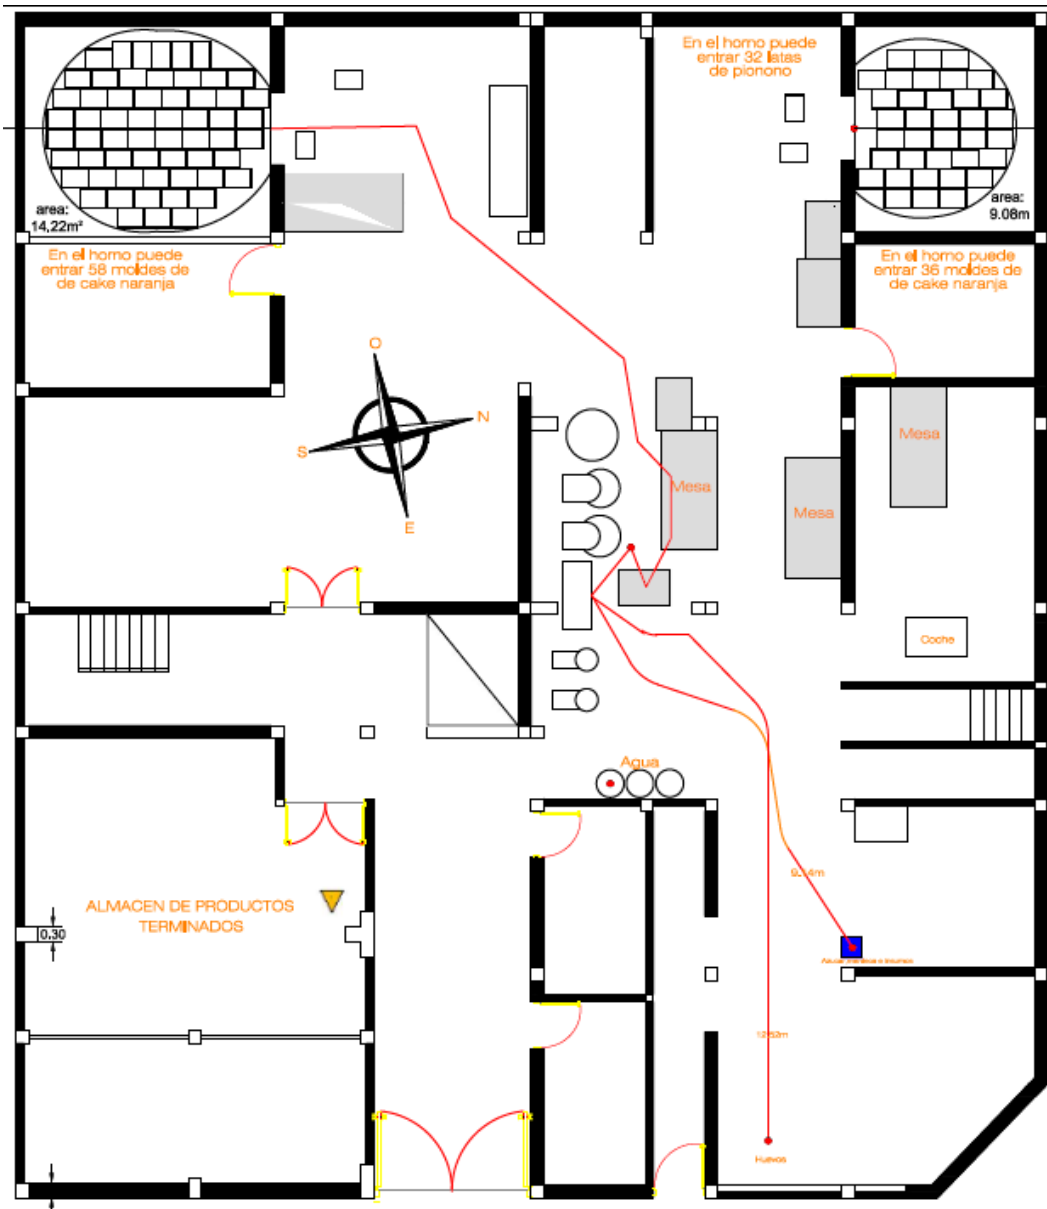 En el horno puede
entrar 32 latas
de pionono
area:
14,22m²
area:
9.08m
En el horno puede
entrar 58 moldes de
de cake naranja
En el horno puede
entrar 36 moldes de
de cake naranja
O
N
S
E
Mesa
Mesa
Mesa
Coche
Agua
9.14m
ALMACEN DE PRODUCTOS
TERMINADOS
0.30
12.52m
Huevos